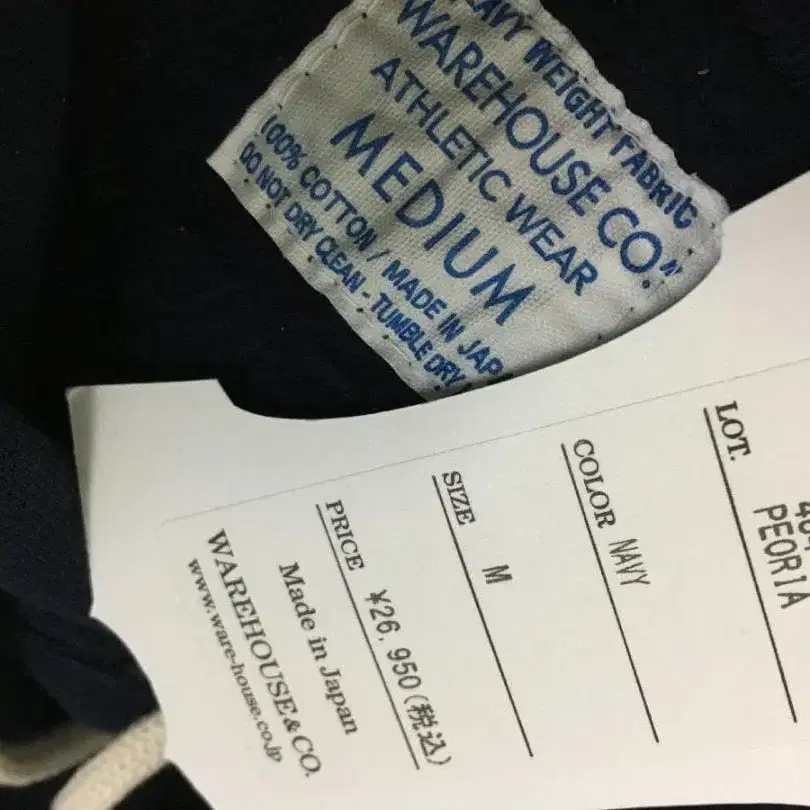 HEAVY WEIGHT FABRIC
WAREHOUSE CO."
ATHLETIC WEAR
MEDIUM
100% COTTON / MADE IN JAP
DO NOT DRY CLEAN - TUMBLE DRY
LOT.
PEORIA
COLOR NAVY
SIZE M
PRICE ¥26,950(税込)
Made in Japan
WAREHOUSE&CO.
www.ware-house.co.jp